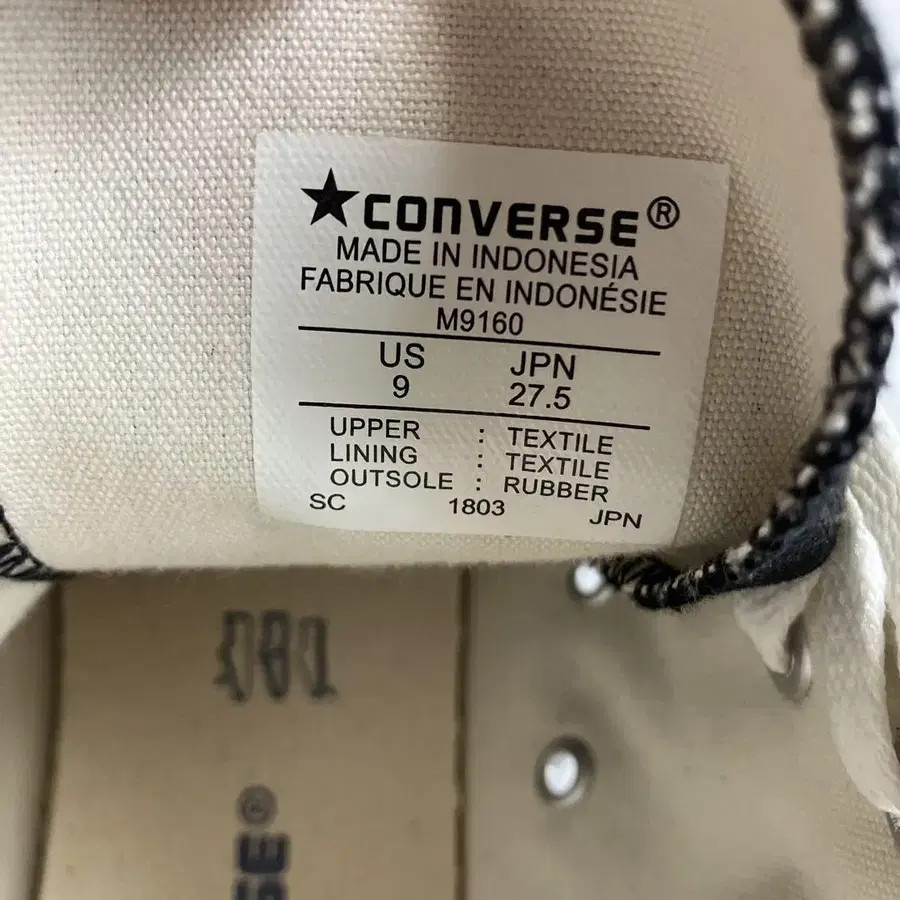 ★CONVERSE®
MADE IN INDONESIA
FABRIQUE EN INDONÉSIE
M9160
US JPN
9 27.5
UPPER : TEXTILE
LINING : TEXTILE
OUTSOLE : RUBBER
SC 1803 JPN
SE®